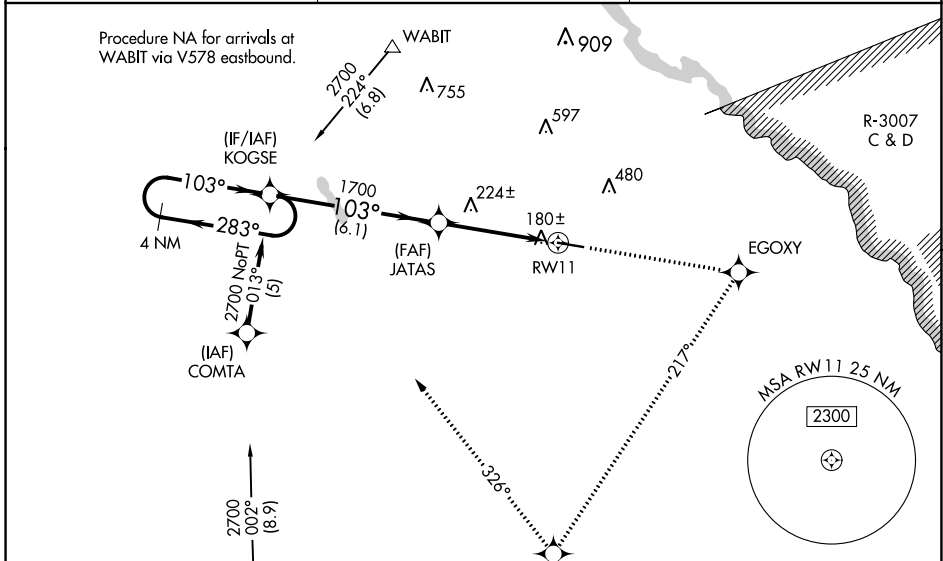 Procedure NA for arrivals at
WABIT via V578 eastbound.
WABIT
909
2700
224°
(6.8)
755
597
R-3007
C & D
(IF/IAF)
KOGSE
480
103°
1700
103°
(6.1)
224±
180±
283°
4 NM
(FAF)
JATAS
RW11
EGOXY
2700 NoPT
013°
(5)
(IAF)
COMTA
217°
MSA RW11 25 NM
2300
326°
2700
002°
(8.9)